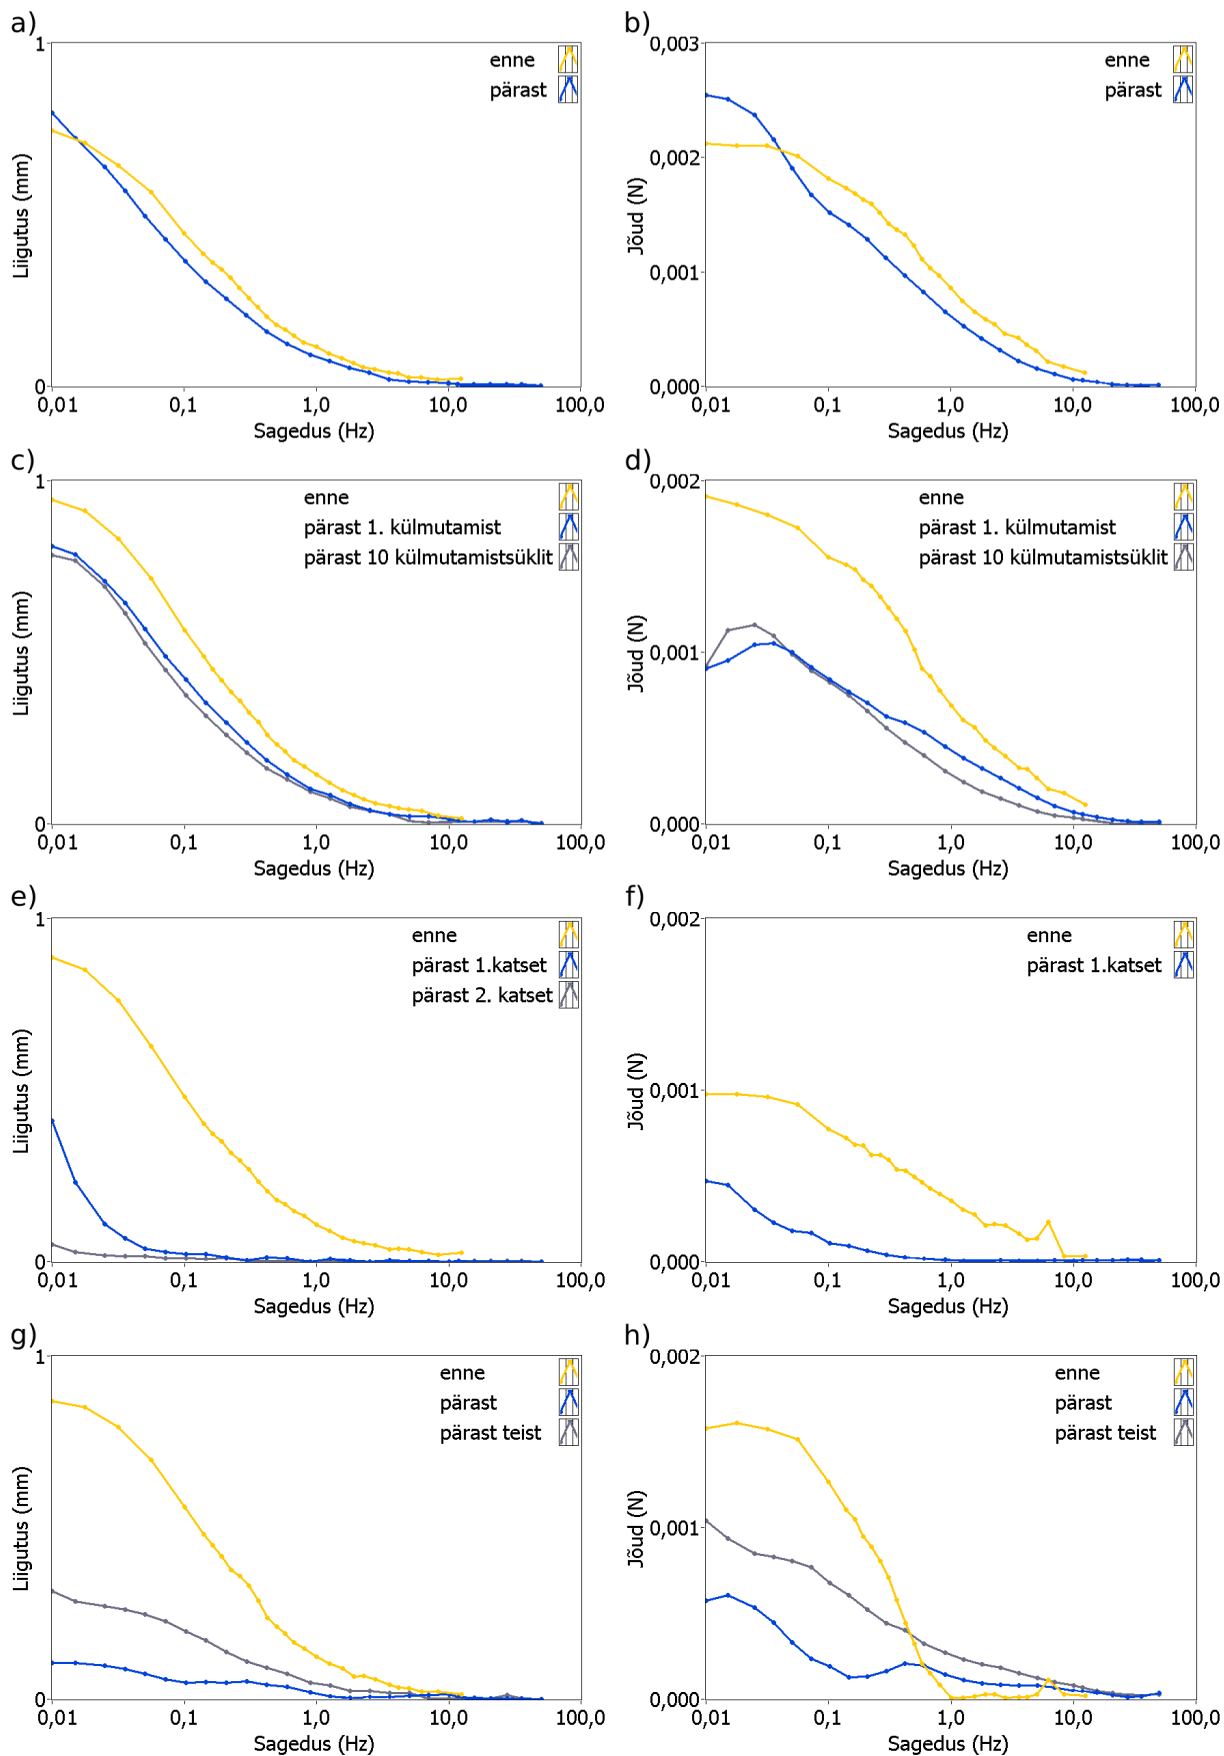 a)
1
enne
pärast
Liigutus (mm)
0
0,01 0,1 1,0 10,0 100,0
Sagedus (Hz)
b)
0,003
enne
pärast
0,002
Jõud (N)
0,001
0,000
0,01 0,1 1,0 10,0 100,0
Sagedus (Hz)
c)
1
enne
pärast 1. külmutamist
pärast 10 külmutamistsüklit
Liigutus (mm)
0
0,01 0,1 1,0 10,0 100,0
Sagedus (Hz)
d)
0,002
enne
pärast 1. külmutamist
pärast 10 külmutamistsüklit
Jõud (N)
0,001
0,000
0,01 0,1 1,0 10,0 100,0
Sagedus (Hz)
e)
1
enne
pärast 1.katset
pärast 2. katset
Liigutus (mm)
0
0,01 0,1 1,0 10,0 100,0
Sagedus (Hz)
f)
0,002
enne
pärast 1.katset
Jõud (N)
0,001
0,000
0,01 0,1 1,0 10,0 100,0
Sagedus (Hz)
g)
1
enne
pärast
pärast teist
Liigutus (mm)
0
0,01 0,1 1,0 10,0 100,0
Sagedus (Hz)
h)
0,002
enne
pärast
pärast teist
Jõud (N)
0,001
0,000
0,01 0,1 1,0 10,0 100,0
Sagedus (Hz)